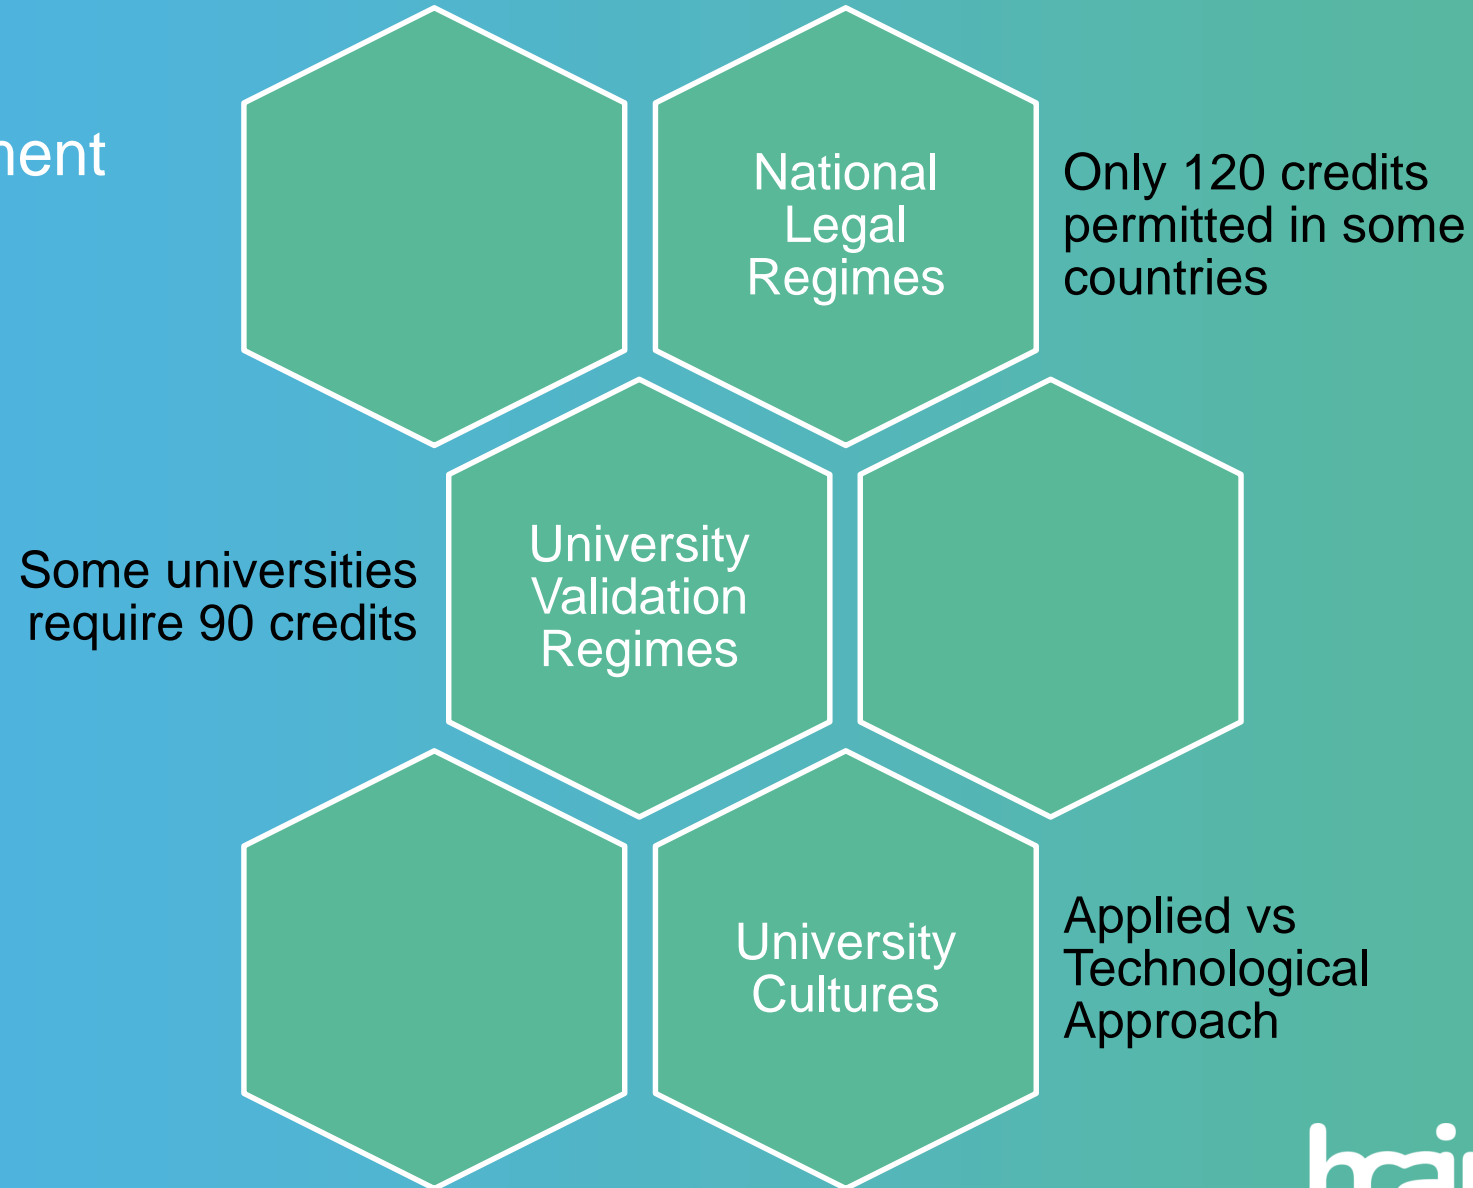 National
Legal
Regimes
Only 120 credits
permitted in some
countries
Some universities
require 90 credits
University
Validation
Regimes
University
Cultures
Applied vs
Technological
Approach